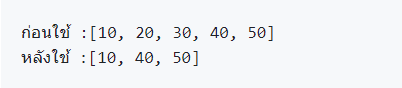 ก่อนใช้ :[10, 20, 30, 40, 50]
หลังใช้ :[10, 40, 50]